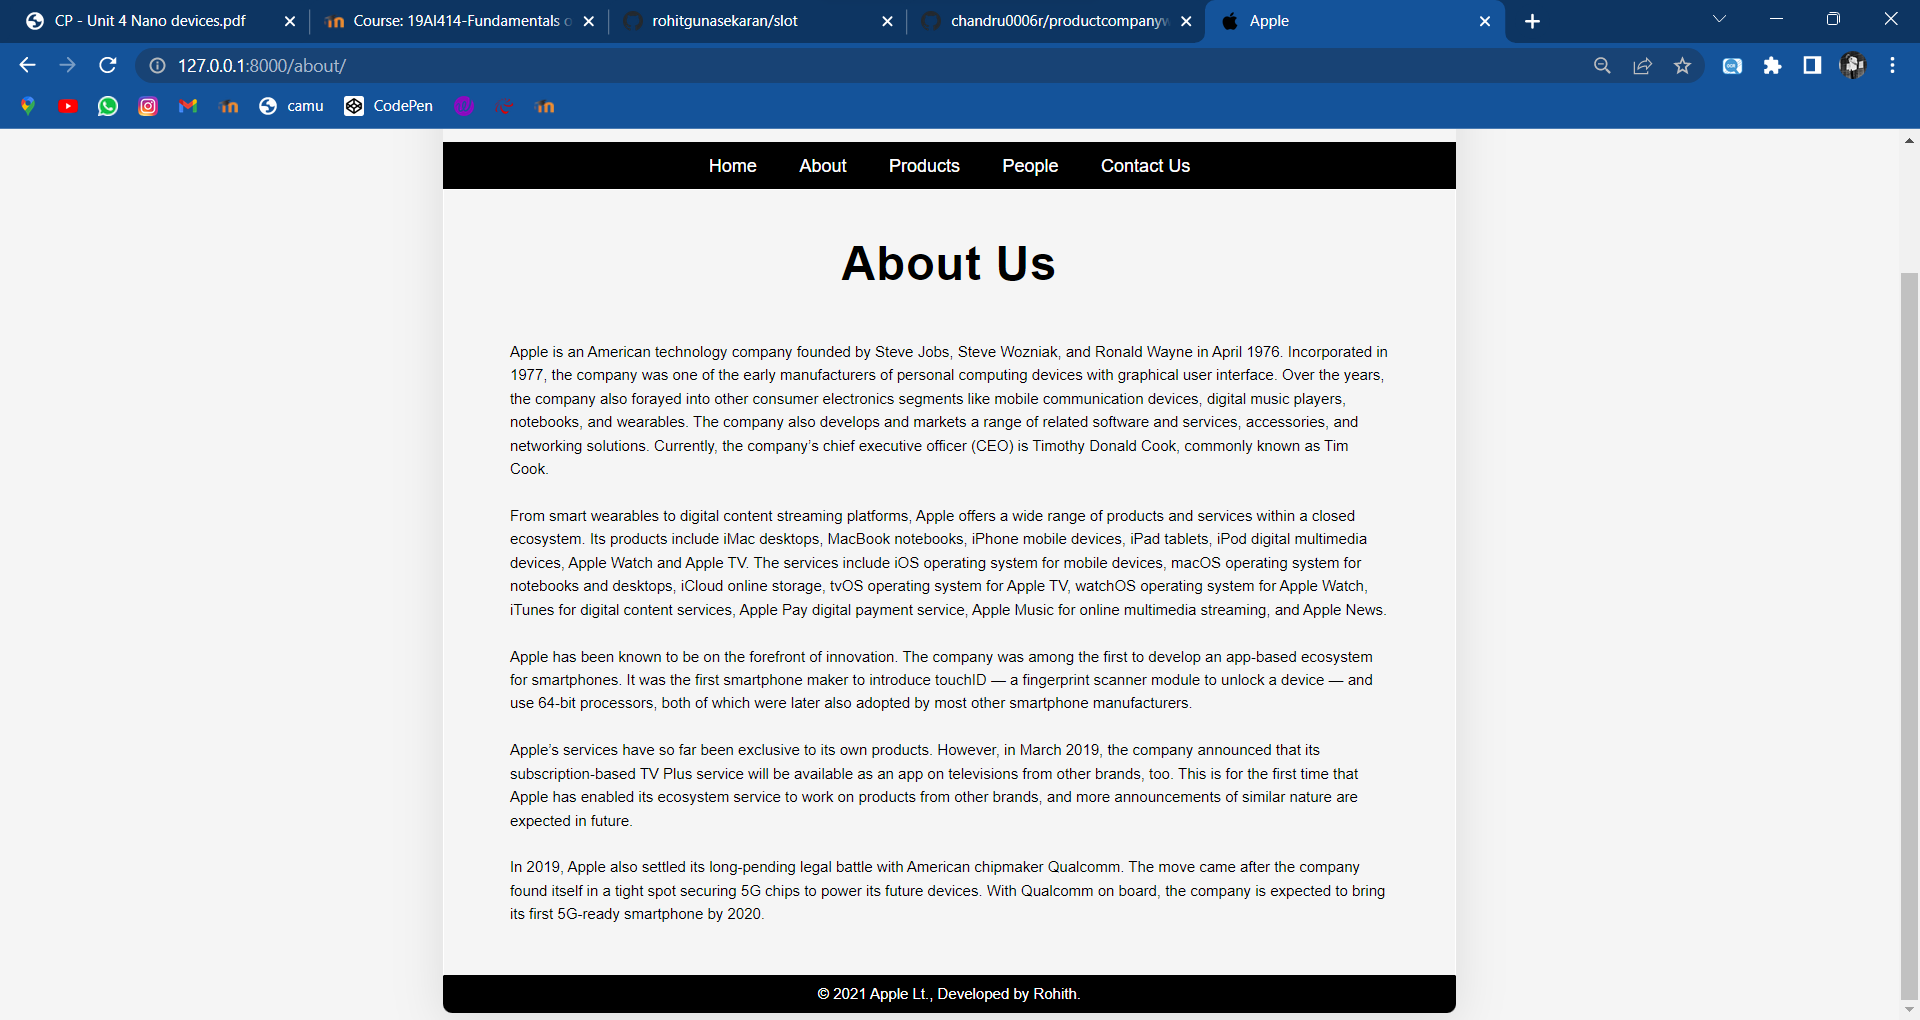 CP - Unit 4 Nano devices.pdf
Course: 19AI414-Fundamentals o
rohitgunasekaran/slot
chandru0006r/productcompanyw
Apple
127.0.0.1:8000/about/
camu
CodePen
Home About Products People Contact Us
About Us
Apple is an American technology company founded by Steve Jobs, Steve Wozniak, and Ronald Wayne in April 1976. Incorporated in
1977, the company was one of the early manufacturers of personal computing devices with graphical user interface. Over the years,
the company also forayed into other consumer electronics segments like mobile communication devices, digital music players,
notebooks, and wearables. The company also develops and markets a range of related software and services, accessories, and
networking solutions. Currently, the company’s chief executive officer (CEO) is Timothy Donald Cook, commonly known as Tim
Cook.
From smart wearables to digital content streaming platforms, Apple offers a wide range of products and services within a closed
ecosystem. Its products include iMac desktops, MacBook notebooks, iPhone mobile devices, iPad tablets, iPod digital multimedia
devices, Apple Watch and Apple TV. The services include iOS operating system for mobile devices, macOS operating system for
notebooks and desktops, iCloud online storage, tvOS operating system for Apple TV, watchOS operating system for Apple Watch,
iTunes for digital content services, Apple Pay digital payment service, Apple Music for online multimedia streaming, and Apple News.
Apple has been known to be on the forefront of innovation. The company was among the first to develop an app-based ecosystem
for smartphones. It was the first smartphone maker to introduce touchID — a fingerprint scanner module to unlock a device — and
use 64-bit processors, both of which were later also adopted by most other smartphone manufacturers.
Apple’s services have so far been exclusive to its own products. However, in March 2019, the company announced that its
subscription-based TV Plus service will be available as an app on televisions from other brands, too. This is for the first time that
Apple has enabled its ecosystem service to work on products from other brands, and more announcements of similar nature are
expected in future.
In 2019, Apple also settled its long-pending legal battle with American chipmaker Qualcomm. The move came after the company
found itself in a tight spot securing 5G chips to power its future devices. With Qualcomm on board, the company is expected to bring
its first 5G-ready smartphone by 2020.
© 2021 Apple Lt., Developed by Rohith.